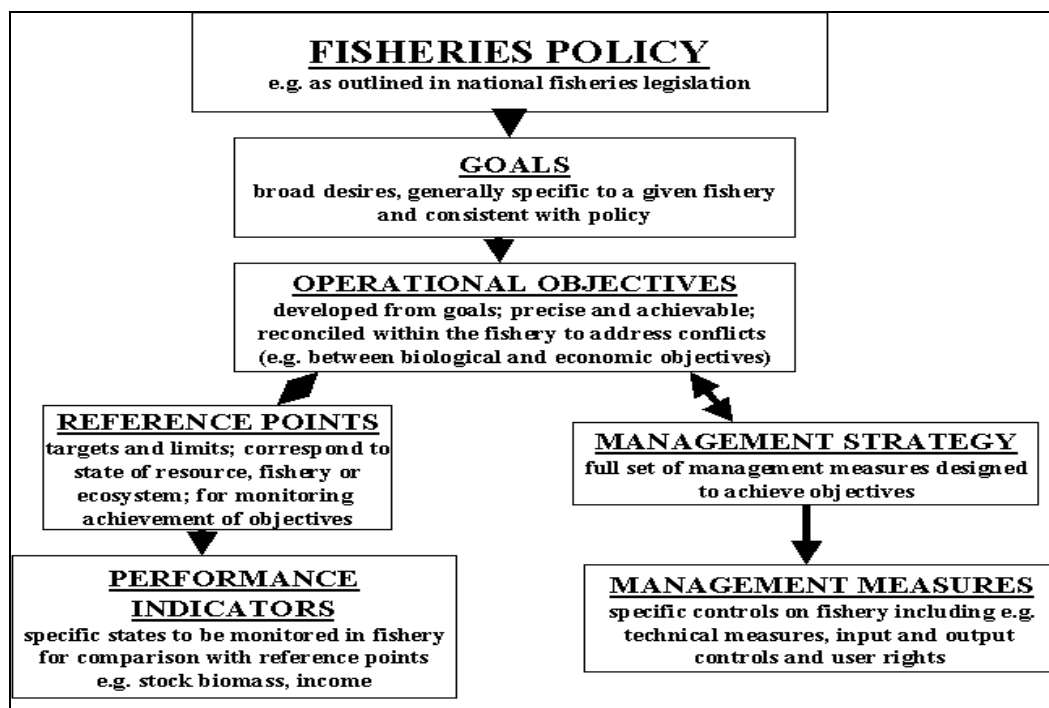 FISHERIES POLICY
e.g. as outlined in national fisheries legislation
GOALS
broad desires, generally specific to a given fishery
and consistent with policy
OPERATIONAL OBJECTIVES
developed from goals; precise and achievable;
reconciled within the fishery to address conflicts
(e.g. between biological and economic objectives)
REFERENCE POINTS
targets and limits; correspond to
state of resource, fishery or
ecosystem; for monitoring
achievement of objectives
MANAGEMENT STRATEGY
full set of management measures designed
to achieve objectives
PERFORMANCE
INDICATORS
specific states to be monitored in fishery
for comparison with reference points
e.g. stock biomass, income
MANAGEMENT MEASURES
specific controls on fishery including e.g.
technical measures, input and output
controls and user rights